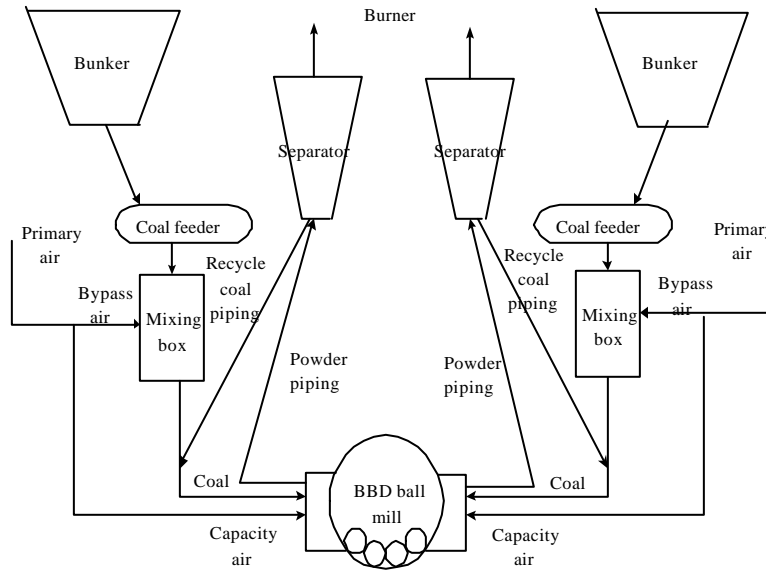 Burner
Bunker
Bunker
Separator
Separator
Coal feeder
Coal feeder
Primary
air
Primary
air
Recycle
coal
piping
Recycle
coal
piping
Bypass
air
Bypass
air
Mixing
box
Mixing
box
Powder
piping
Powder
piping
Coal
BBD ball
mill
Coal
Capacity
air
Capacity
air